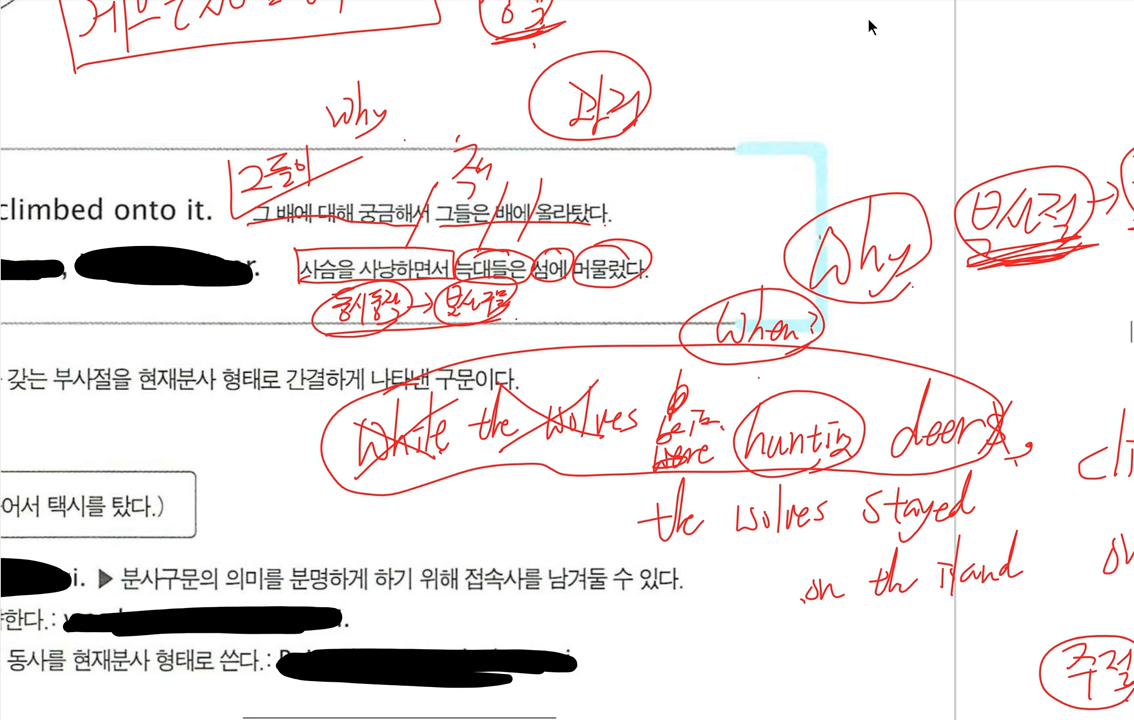 why
과거
그들이
climbed onto it.
그 배에 대해 궁금해서 그들은 배에 올라탔다.
부사절 →
Why
사슴을 사냥하면서 늑대들은 섬에 머물렀다.
동시동작 → 분사구문
When?
갖는 부사절을 현재분사 형태로 간결하게 나타낸 구문이다.
While the wolves were hunting deers,
the wolves stayed
on the island
어서 택시를 탔다.)
i. ▶ 분사구문의 의미를 분명하게 하기 위해 접속사를 남겨둘 수 있다.
한다.:
동사를 현재분사 형태로 쓴다.:
주절